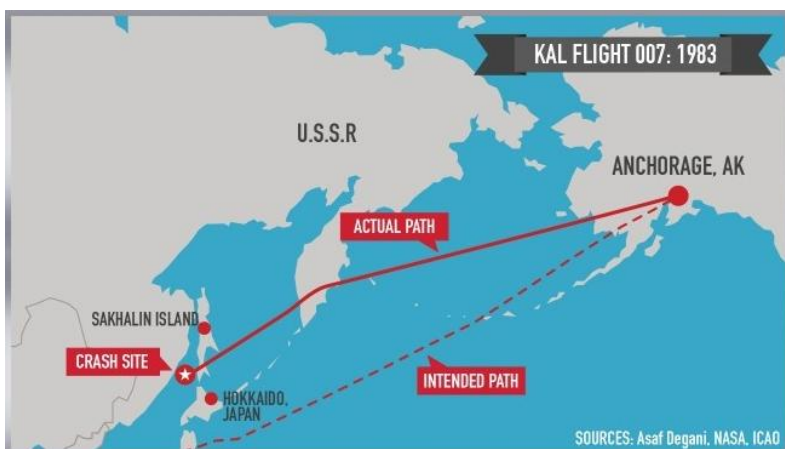 KAL FLIGHT 007: 1983
U.S.S.R
ANCHORAGE, AK
ACTUAL PATH
SAKHALIN ISLAND
CRASH SITE
INTENDED PATH
HOKKAIDO,
JAPAN
SOURCES: Asaf Degani, NASA, ICAO